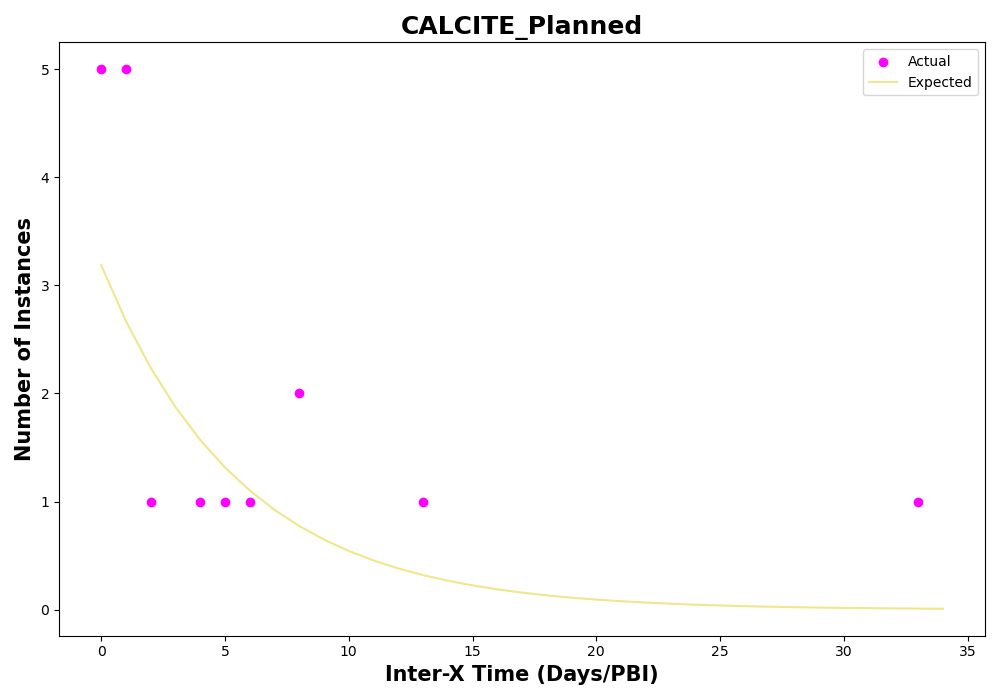 CALCITE_Planned
Actual
Expected
Number of Instances
5
4
3
2
1
0
0 5 10 15 20 25 30 35
Inter-X Time (Days/PBI)